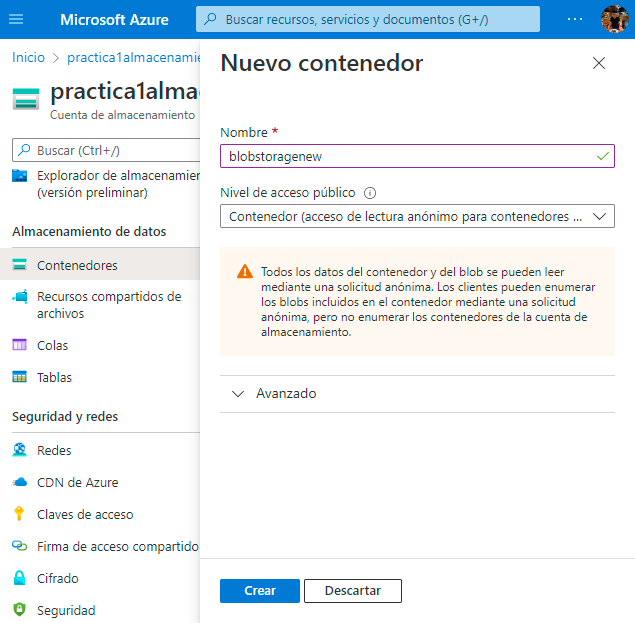 Microsoft Azure
Buscar recursos, servicios y documentos (G+/)
...
Inicio > practica1almacenamie
practica1alma
Cuenta de almacenamiento
Buscar (Ctrl+/)
Explorador de almacenamier
(versión preliminar)
Almacenamiento de datos
Contenedores
Recursos compartidos de
archivos
Colas
Tablas
Seguridad y redes
Redes
CDN de Azure
Claves de acceso
Firma de acceso compartido
Cifrado
Seguridad
Nuevo contenedor
Nombre *
blobstoragenew
Nivel de acceso público
Contenedor (acceso de lectura anónimo para contenedores ...
Todos los datos del contenedor y del blob se pueden leer
mediante una solicitud anónima. Los clientes pueden enumerar
los blobs incluidos en el contenedor mediante una solicitud
anónima, pero no enumerar los contenedores de la cuenta de
almacenamiento.
Avanzado
Crear
Descartar